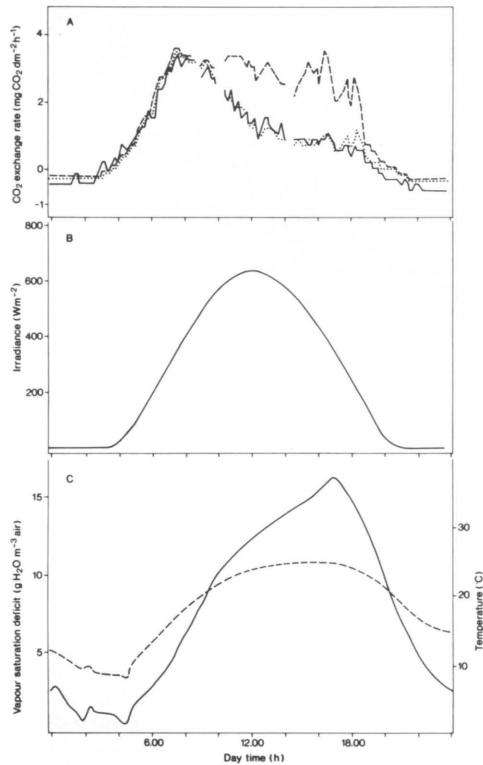 A
4
2
0
-1
CO2 exchange rate (mg CO2 dm-2h-1)
B
800
600
400
200
Irradiance (Wm-2)
C
15
10
5
Vapour saturation deficit (g H2O m-3 air)
30
20
10
Temperature (°C)
6.00 12.00 18.00
Day time (h)